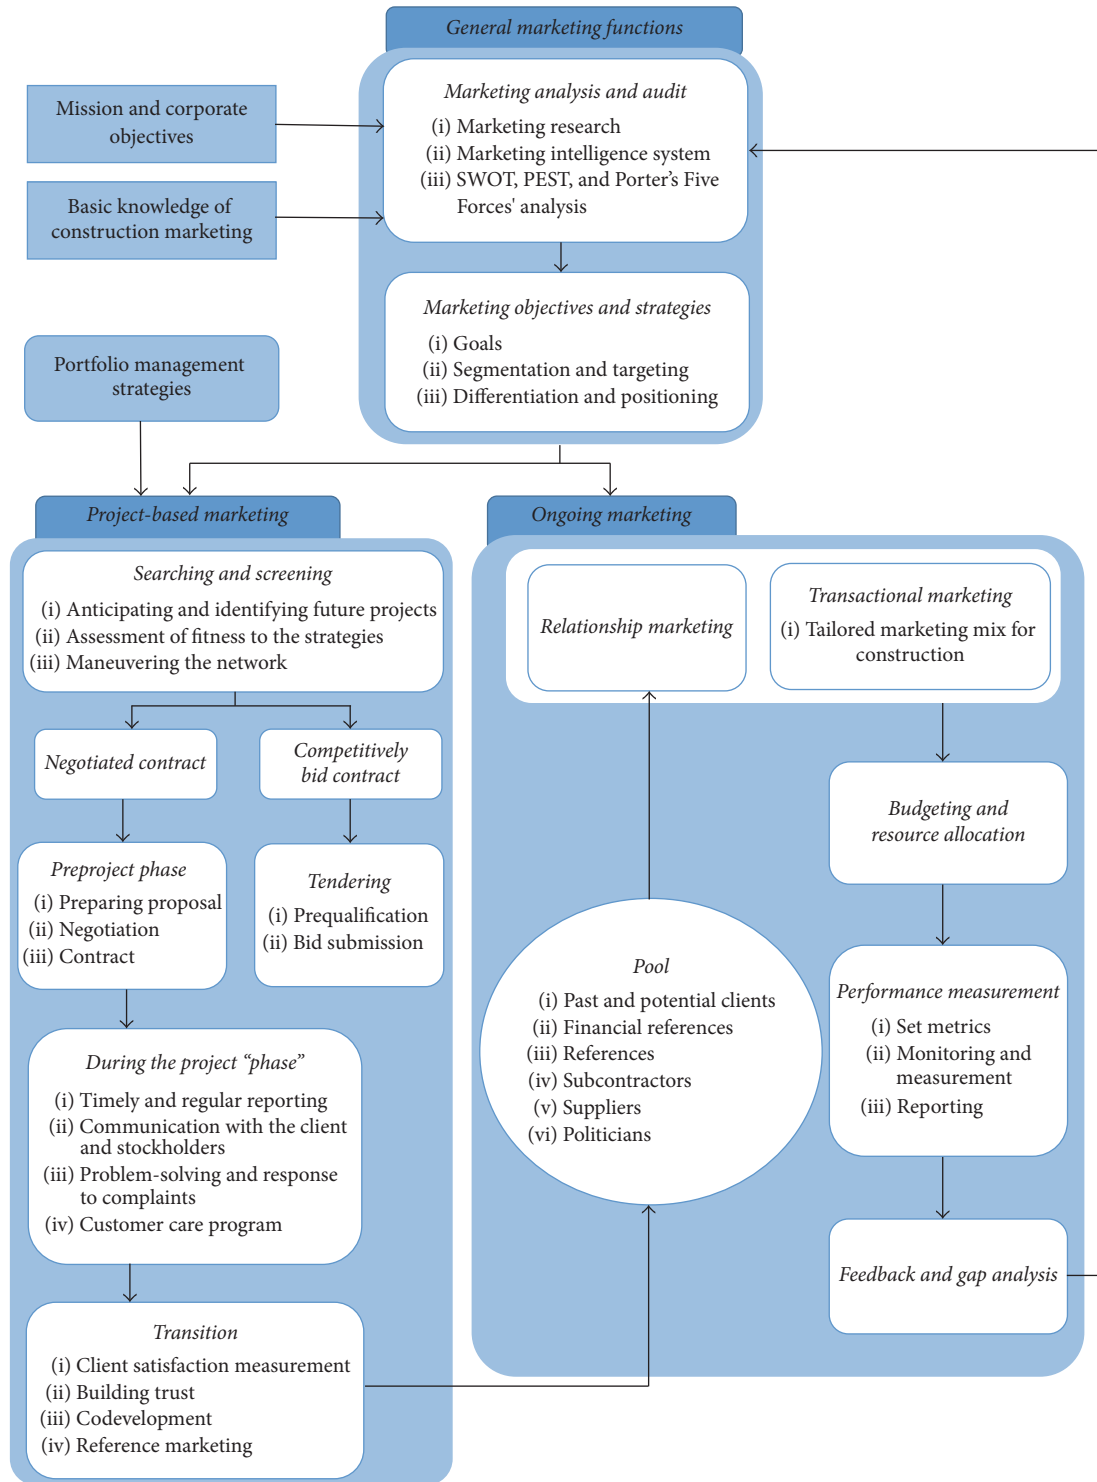 General marketing functions
Marketing analysis and audit
(i) Marketing research
(ii) Marketing intelligence system
(iii) SWOT, PEST, and Porter's Five
Forces' analysis
Mission and corporate
objectives
Basic knowledge of
construction marketing
Marketing objectives and strategies
(i) Goals
(ii) Segmentation and targeting
(iii) Differentiation and positioning
Portfolio management
strategies
Project-based marketing
Searching and screening
(i) Anticipating and identifying future projects
(ii) Assessment of fitness to the strategies
(iii) Maneuvering the network
Negotiated contract
Competitively
bid contract
Preproject phase
(i) Preparing proposal
(ii) Negotiation
(iii) Contract
Tendering
(i) Prequalification
(ii) Bid submission
During the project “phase”
(i) Timely and regular reporting
(ii) Communication with the client
and stockholders
(iii) Problem-solving and response
to complaints
(iv) Customer care program
Transition
(i) Client satisfaction measurement
(ii) Building trust
(iii) Codevelopment
(iv) Reference marketing
Ongoing marketing
Relationship marketing
Transactional marketing
(i) Tailored marketing mix for
construction
Budgeting and
resource allocation
Pool
(i) Past and potential clients
(ii) Financial references
(iii) References
(iv) Subcontractors
(v) Suppliers
(vi) Politicians
Performance measurement
(i) Set metrics
(ii) Monitoring and
measurement
(iii) Reporting
Feedback and gap analysis